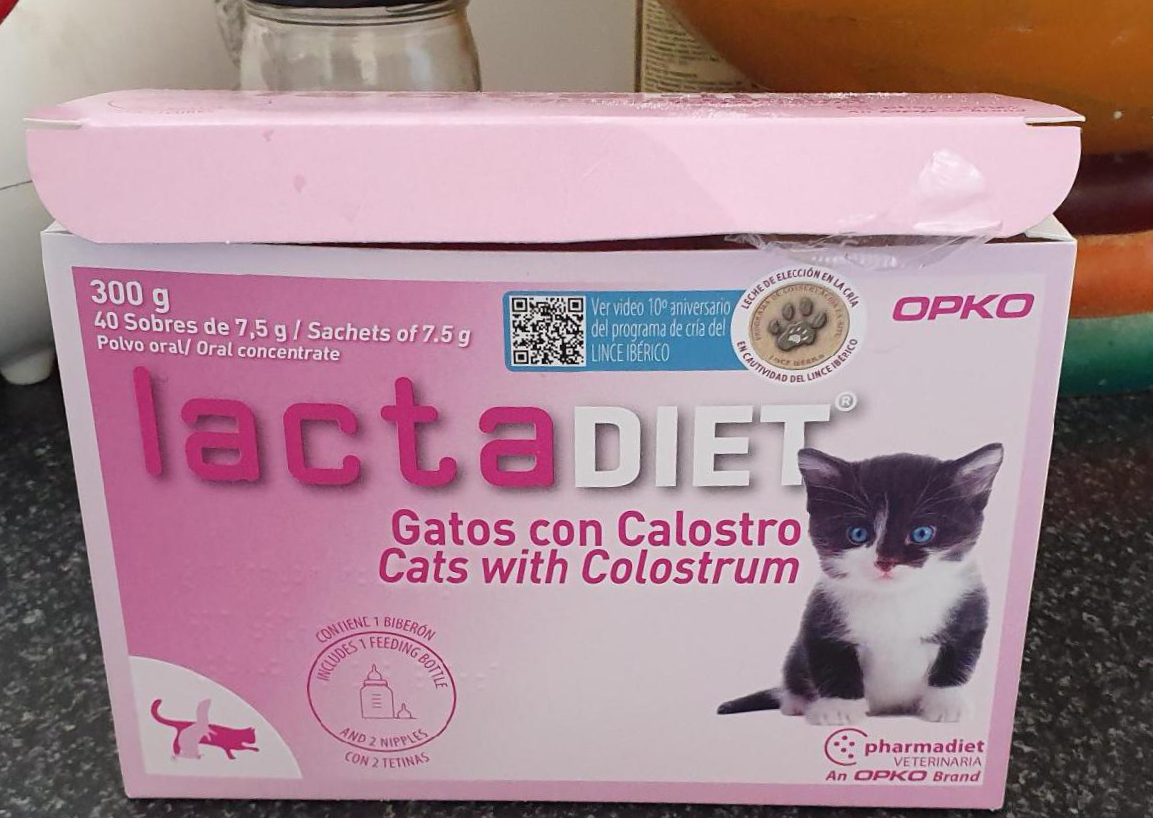 300 g
40 Sobres de 7,5 g / Sachets of 7.5 g
Polvo oral/ Oral concentrate
Ver video 10º aniversario
del programa de cría del
LINCE IBÉRICO
LECHE DE ELECCIÓN EN LA CRÍA
EN CAUTIVIDAD DEL LINCE IBÉRICO
OPKO
lactaDIET®
Gatos con Calostro
Cats with Colostrum
CONTIENE 1 BIBERÓN
INCLUDES 1 FEEDING BOTTLE
AND 2 NIPPLES
CON 2 TETINAS
pharmadiet
VETERINARIA
An OPKO Brand